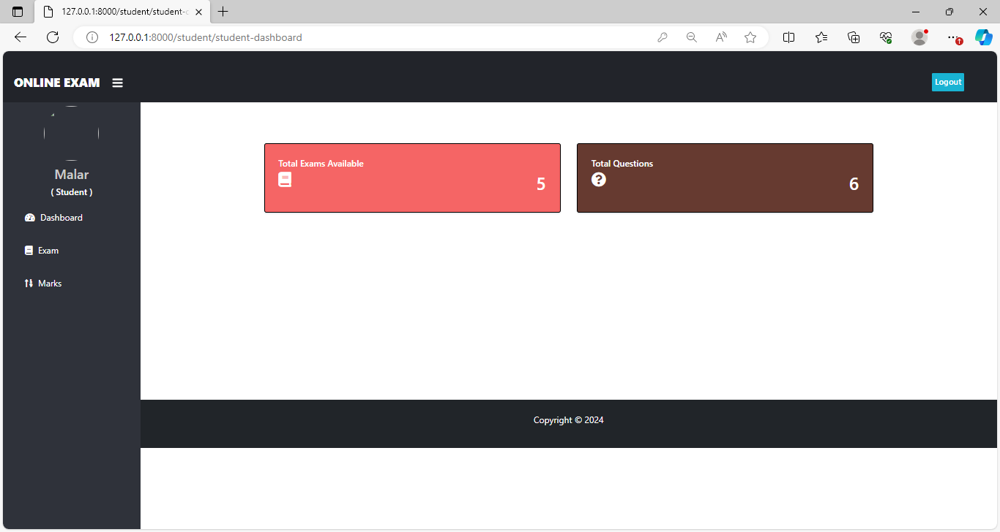 127.0.0.1:8000/student/student-d
127.0.0.1:8000/student/student-dashboard
ONLINE EXAM
Logout
Malar
( Student )
Dashboard
Exam
Marks
Total Exams Available
5
Total Questions
6
Copyright © 2024